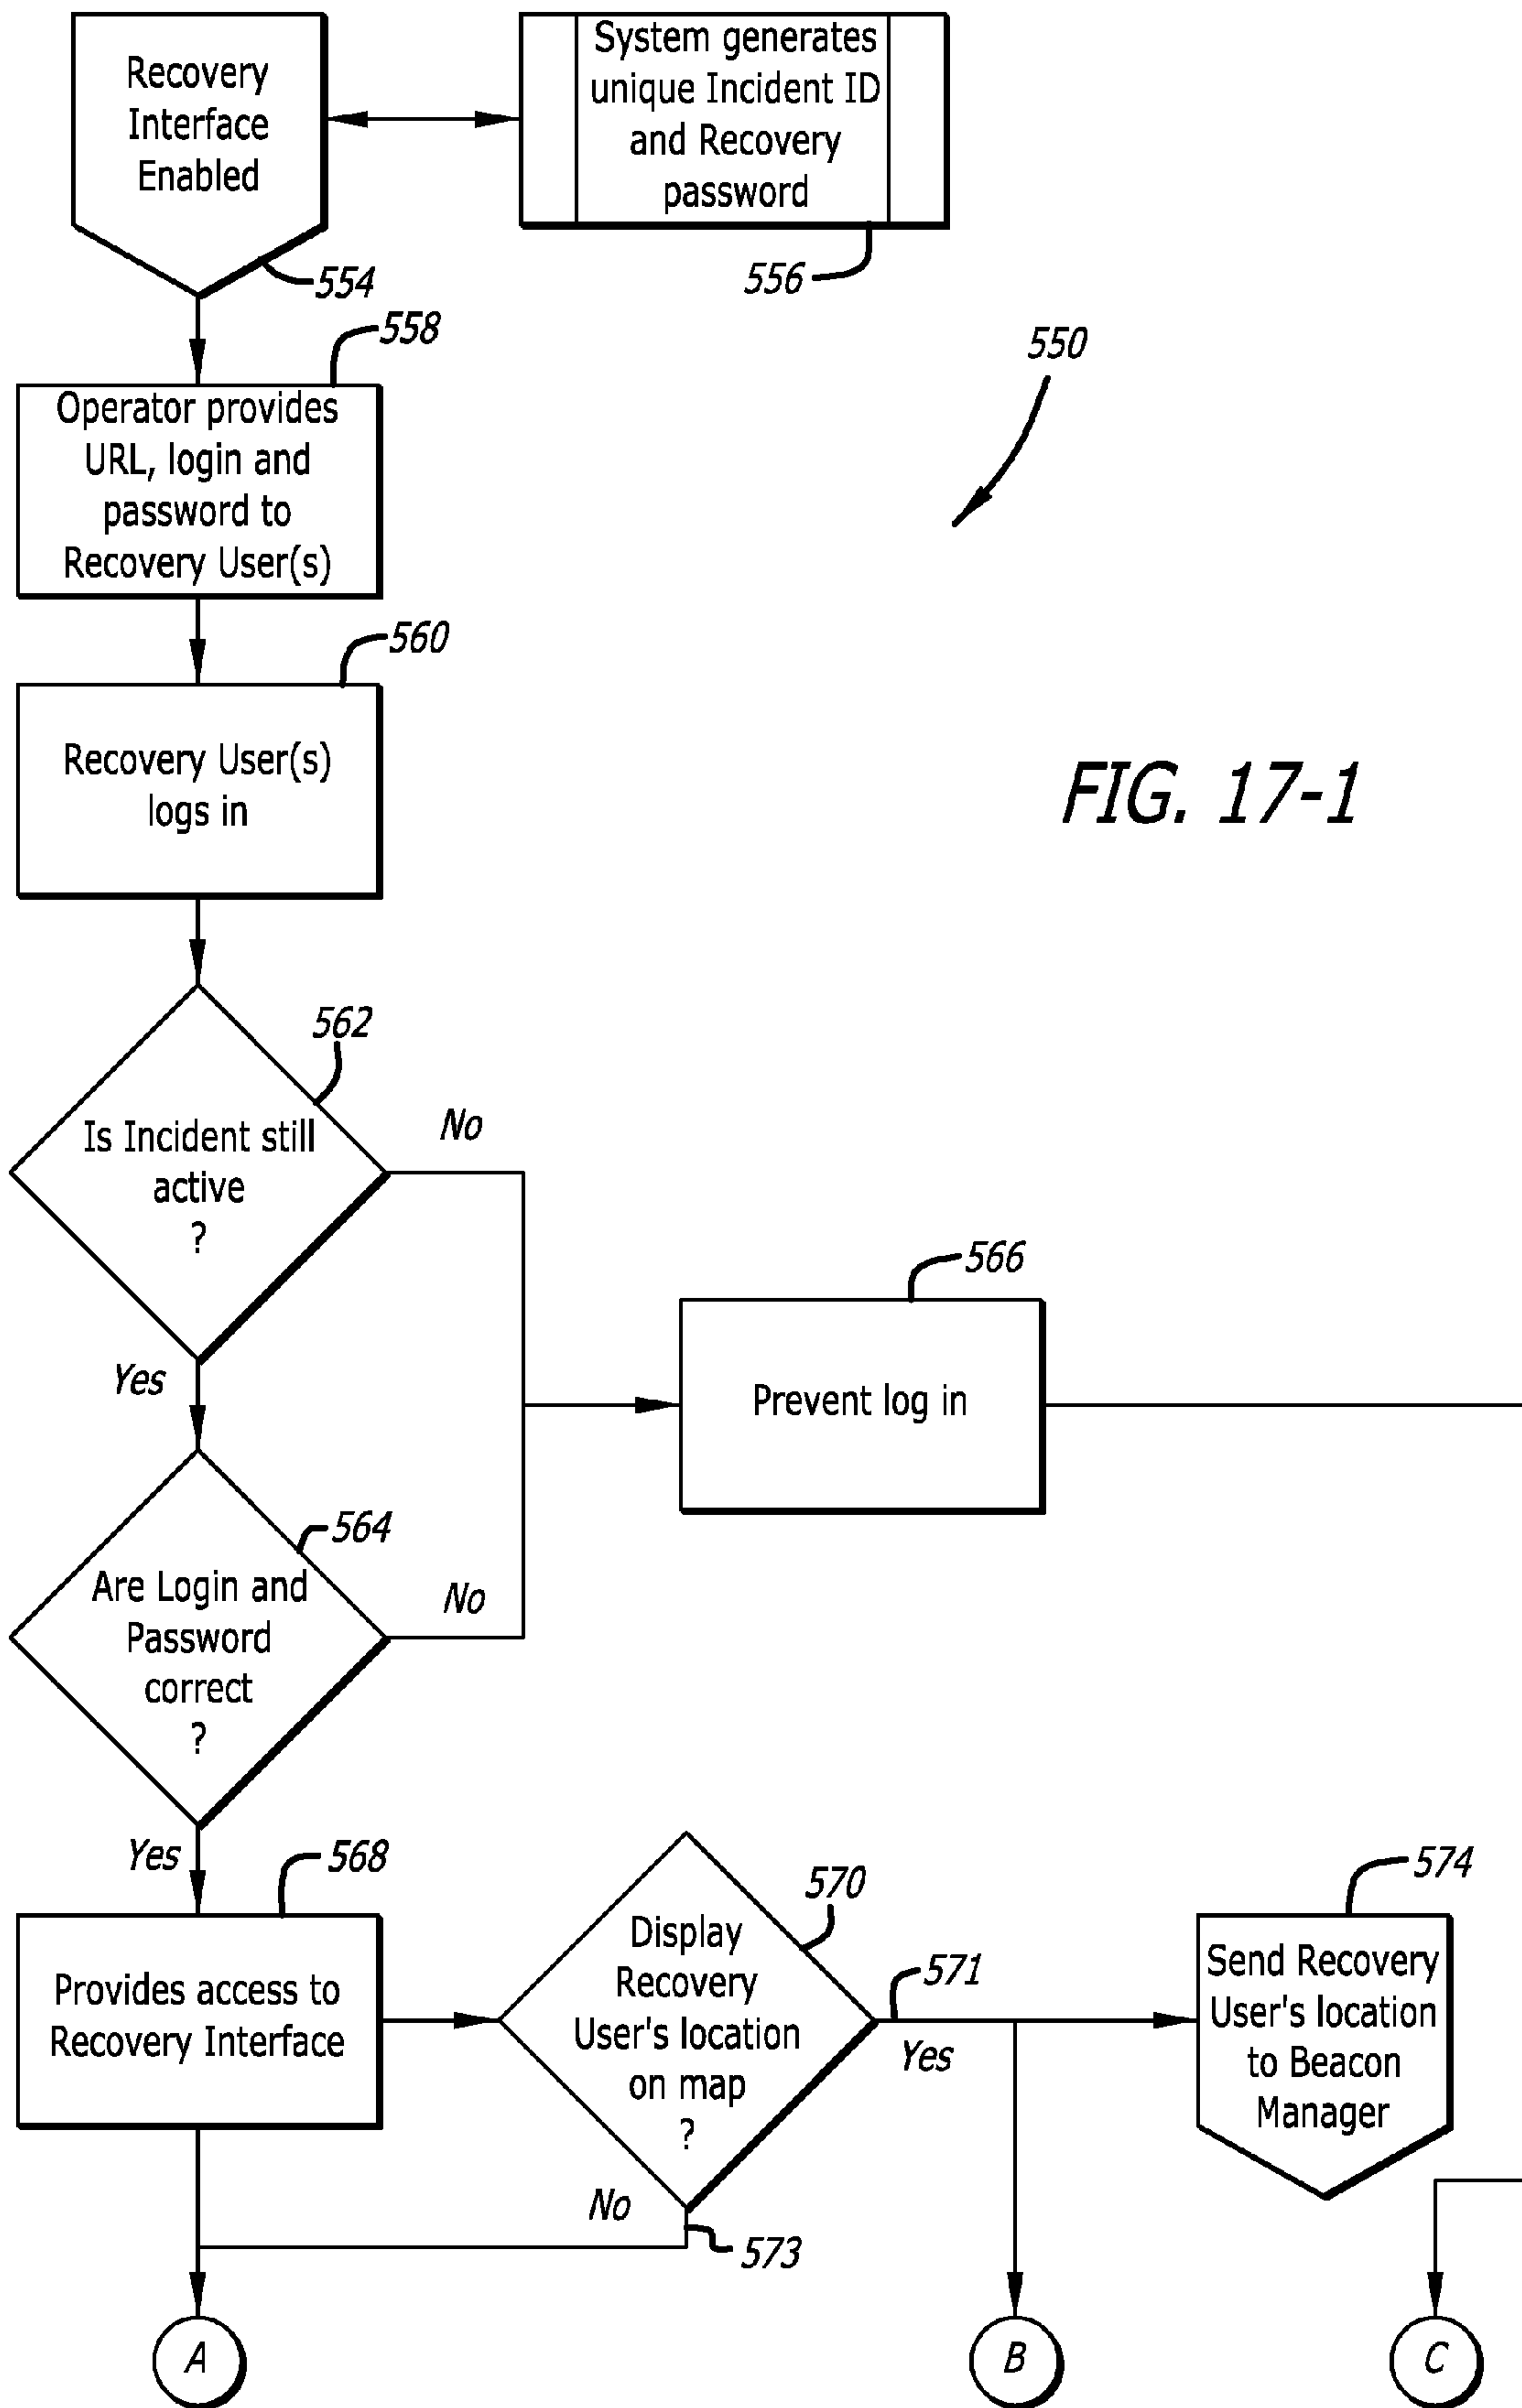 Recovery
Interface
Enabled
System generates
unique Incident ID
and Recovery
password
554
556
558
550
Operator provides
URL, login and
password to
Recovery User(s)
560
Recovery User(s)
logs in
FIG. 17-1
562
Is Incident still
active
?
No
Yes
566
Prevent log in
564
Are Login and
Password
correct
?
No
Yes
568
Provides access to
Recovery Interface
570
Display
Recovery
User's location
on map
?
571
Yes
574
Send Recovery
User's location
to Beacon
Manager
No
573
A
B
C